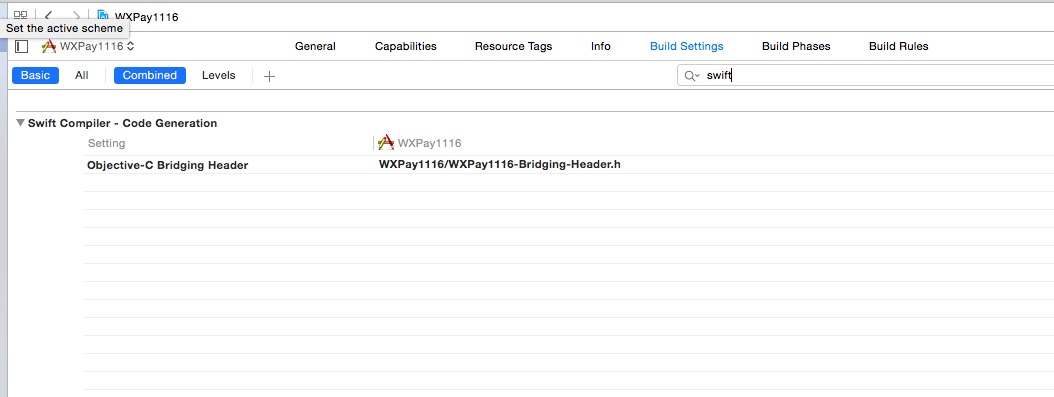 WXPay1116
Set the active scheme
WXPay1116 General Capabilities Resource Tags Info Build Settings Build Phases Build Rules
Basic All Combined Levels swift
Swift Compiler - Code Generation
Setting WXPay1116
Objective-C Bridging Header WXPay1116/WXPay1116-Bridging-Header.h